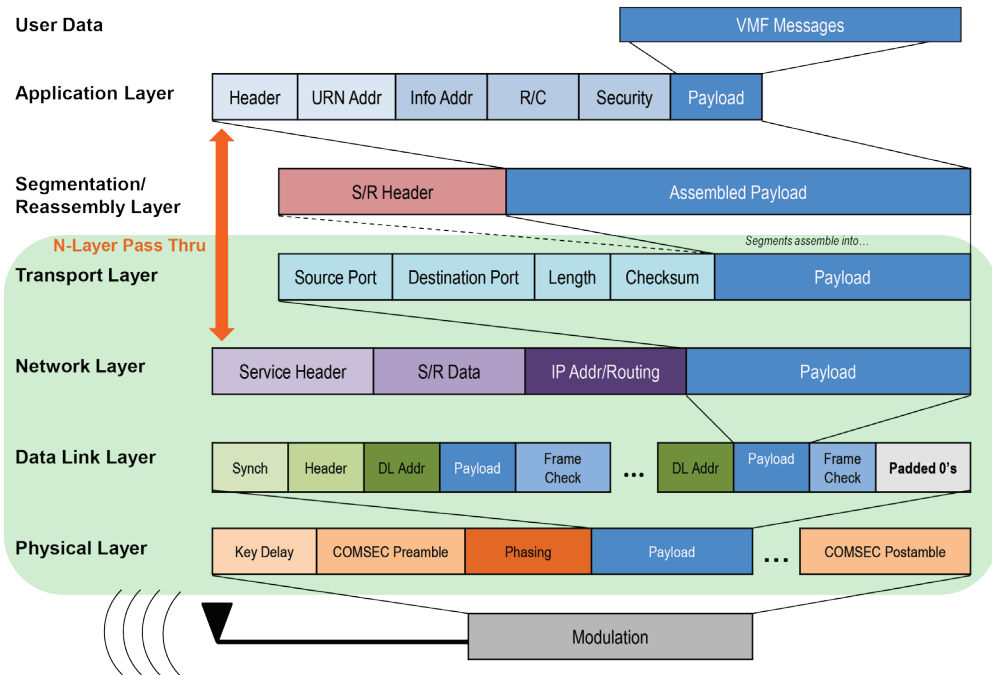 User Data
VMF Messages
Application Layer
Header
URN Addr
Info Addr
R/C
Security
Payload
Segmentation/
Reassembly Layer
S/R Header
Assembled Payload
N-Layer Pass Thru
Segments assemble into…
Transport Layer
Source Port
Destination Port
Length
Checksum
Payload
Network Layer
Service Header
S/R Data
IP Addr/Routing
Payload
Data Link Layer
Synch
Header
DL Addr
Payload
Frame
Check
...
DL Addr
Payload
Frame
Check
Padded 0's
Physical Layer
Key Delay
COMSEC Preamble
Phasing
Payload
...
COMSEC Postamble
Modulation